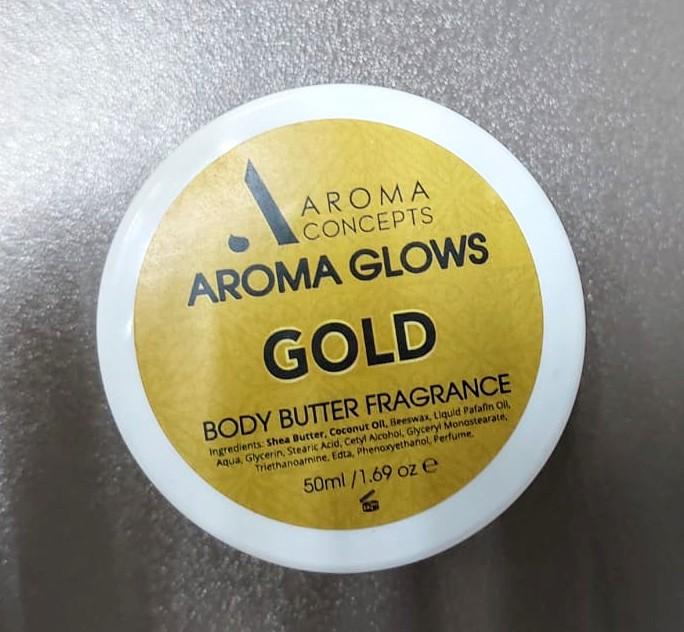 AROMA
CONCEPTS
AROMA GLOWS
GOLD
BODY BUTTER FRAGRANCE
Ingredients: Shea Butter, Coconut Oil, Beeswax, Liquid Pafafin Oil,
Aqua, Glycerin, Stearic Acid, Cetyl Alcohol, Glyceryl Monostearate,
Triethanoamine, Edta, Phenoxyethanol, Perfume.
50ml /1.69 oz ℮